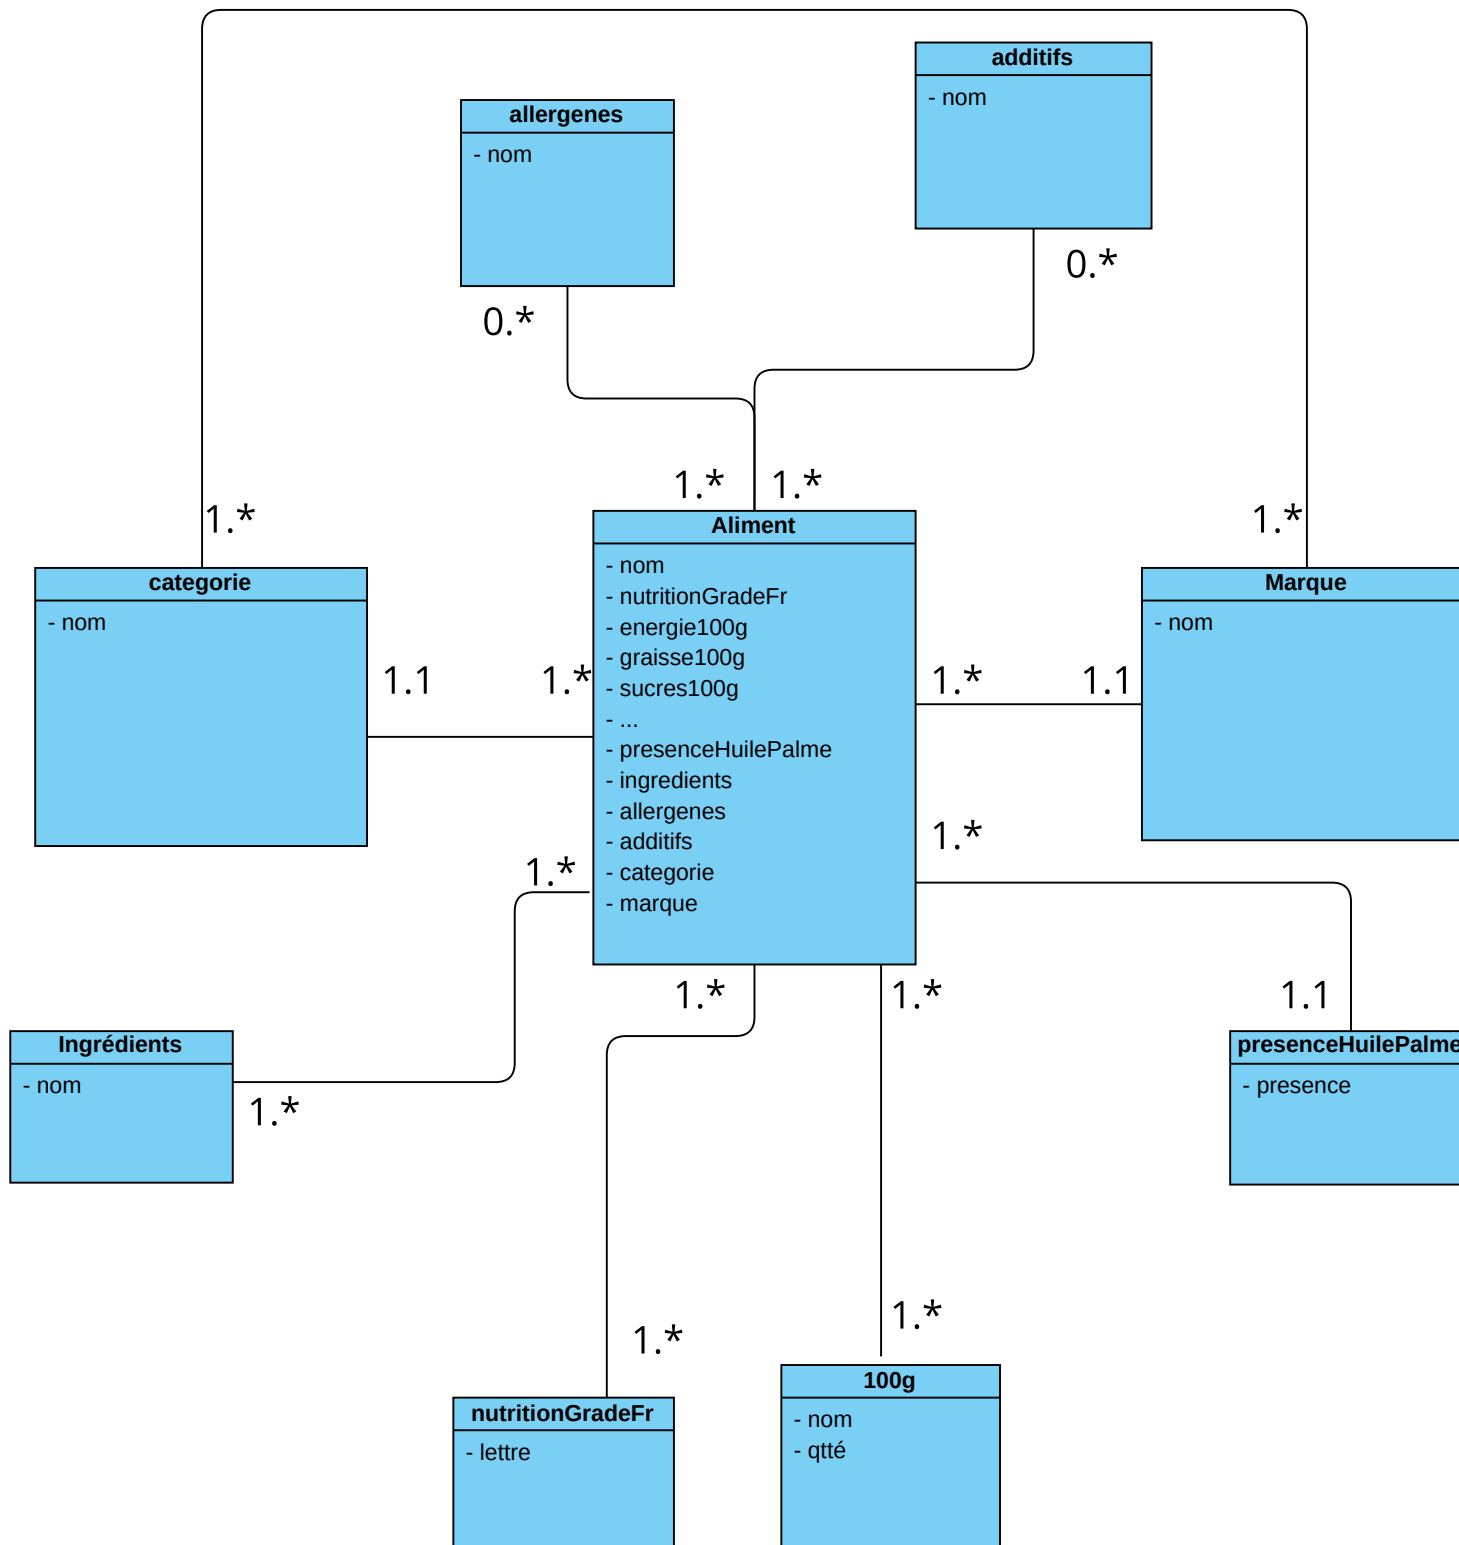 additifs
- nom
allergenes
- nom
0.*
0.*
1.*
1.*
1.*
1.*
Aliment
- nom
- nutritionGradeFr
- energie100g
- graisse100g
- sucres100g
- ...
- presenceHuilePalme
- ingredients
- allergenes
- additifs
- categorie
- marque
categorie
- nom
Marque
- nom
1.1
1.*
1.*
1.1
1.*
1.*
1.*
1.*
1.1
Ingrédients
- nom
1.*
presenceHuilePalme
- presence
1.*
1.*
nutritionGradeFr
- lettre
100g
- nom
- qtté